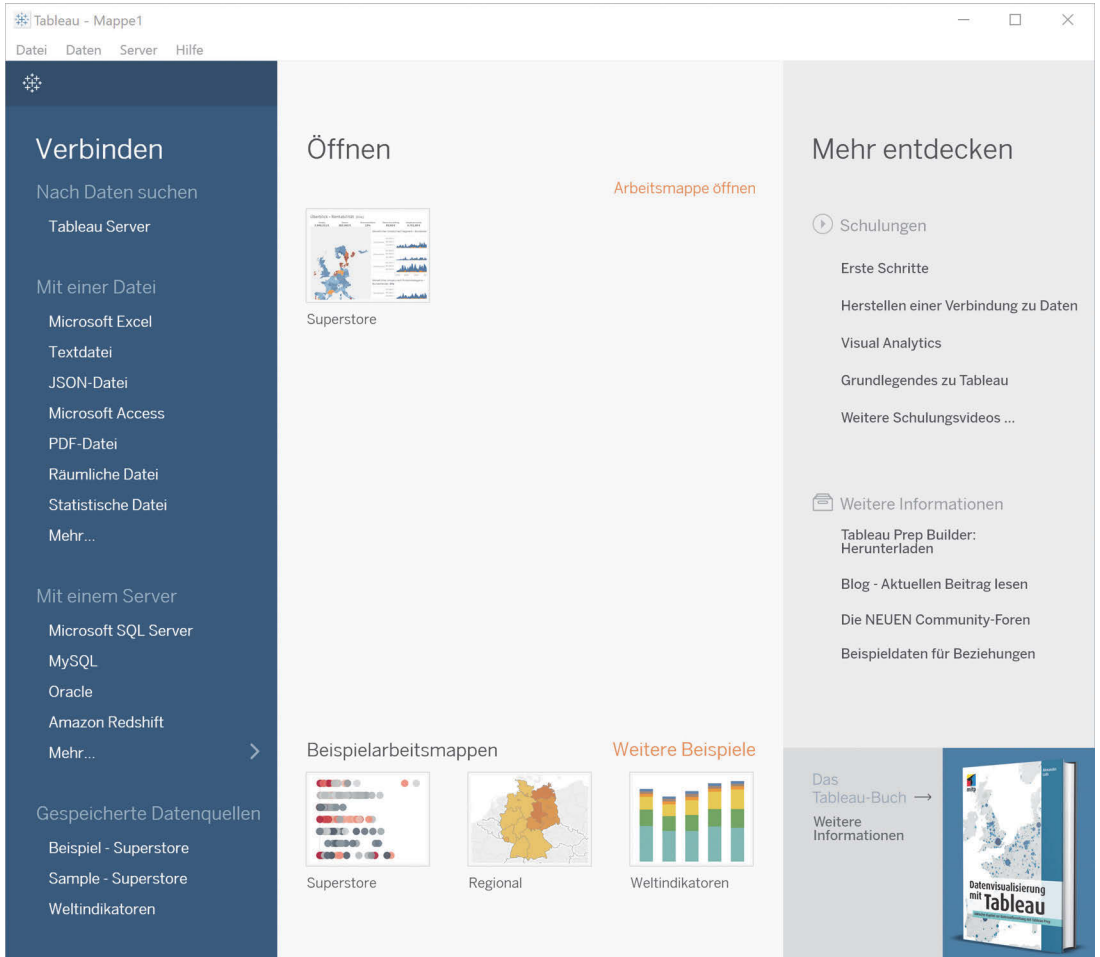 Tableau - Mappe1
Datei Daten Server Hilfe
Verbinden
Nach Daten suchen
Tableau Server
Mit einer Datei
Microsoft Excel
Textdatei
JSON-Datei
Microsoft Access
PDF-Datei
Räumliche Datei
Statistische Datei
Mehr...
Mit einem Server
Microsoft SQL Server
MySQL
Oracle
Amazon Redshift
Mehr...
Gespeicherte Datenquellen
Beispiel - Superstore
Sample - Superstore
Weltindikatoren
Öffnen
Arbeitsmappe öffnen
Superstore
Beispielarbeitsmappen
Weitere Beispiele
Superstore
Regional
Weltindikatoren
Mehr entdecken
Schulungen
Erste Schritte
Herstellen einer Verbindung zu Daten
Visual Analytics
Grundlegendes zu Tableau
Weitere Schulungsvideos ...
Weitere Informationen
Tableau Prep Builder:
Herunterladen
Blog - Aktuellen Beitrag lesen
Die NEUEN Community-Foren
Beispieldaten für Beziehungen
Das
Tableau-Buch →
Weitere
Informationen
mitp
Datenvisualisierung
mit Tableau